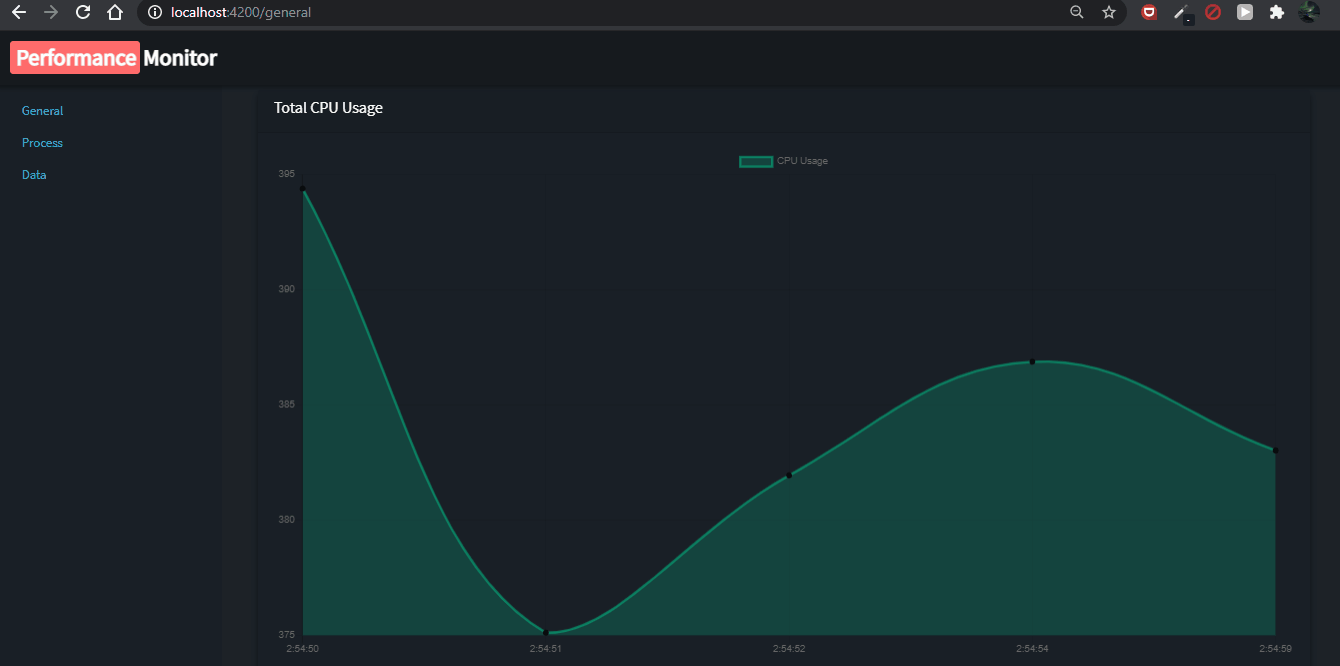 localhost:4200/general
Performance Monitor
General
Process
Data
Total CPU Usage
CPU Usage
395
390
385
380
375
2:54:50 2:54:51 2:54:52 2:54:54 2:54:59